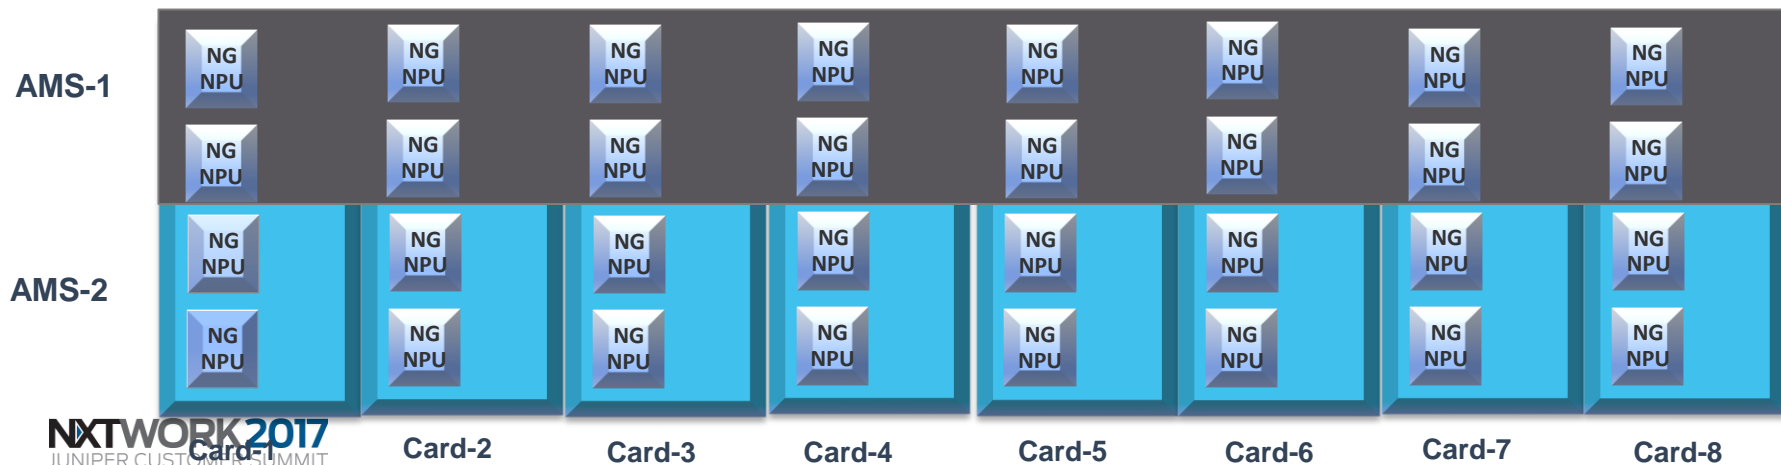 AMS-1
NG NG NG NG NG NG NG NG
NPU NPU NPU NPU NPU NPU NPU NPU
NG NG NG NG NG NG NG NG
NPU NPU NPU NPU NPU NPU NPU NPU
AMS-2
NG NG NG NG NG NG NG NG
NPU NPU NPU NPU NPU NPU NPU NPU
NG NG NG NG NG NG NG NG
NPU NPU NPU NPU NPU NPU NPU NPU
NXTWORK 2017
JUNIPER CUSTOMER SUMMIT
Card-1 Card-2 Card-3 Card-4 Card-5 Card-6 Card-7 Card-8